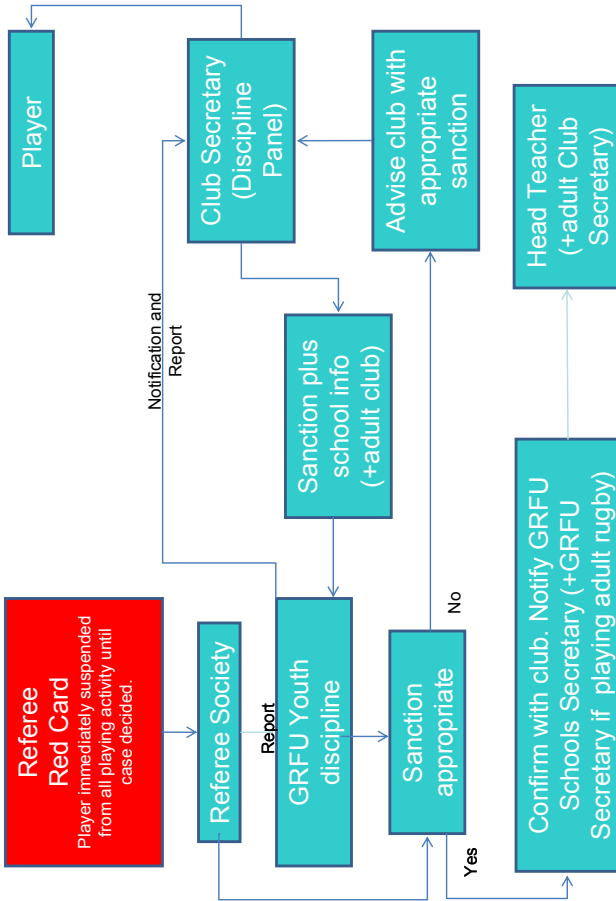 Referee
Red Card
Player immediately suspended
from all playing activity until
case decided.
Referee Society
Report
GRFU Youth
discipline
Sanction
appropriate
Yes
No
Confirm with club. Notify GRFU
Schools Secretary (+GRFU
Secretary if playing adult rugby)
Notification and
Report
Sanction plus
school info
(+adult club)
Player
Club Secretary
(Discipline
Panel)
Advise club with
appropriate
sanction
Head Teacher
(+adult Club
Secretary)